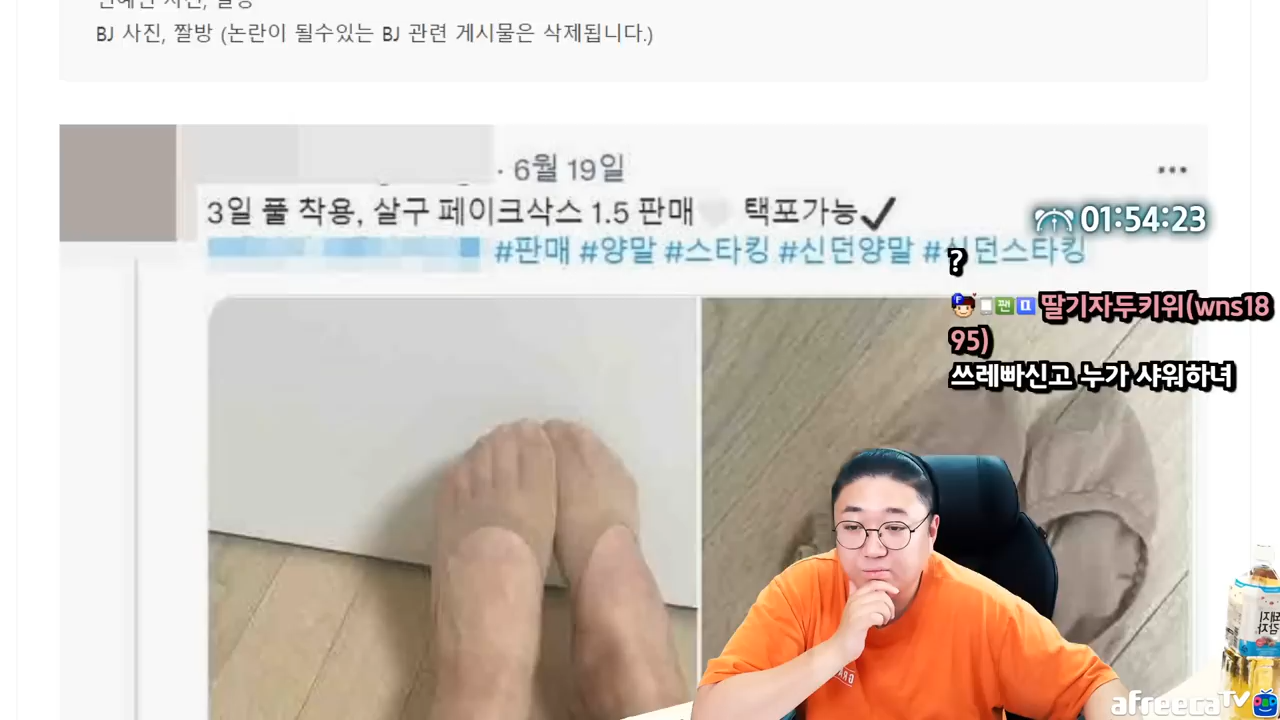 BJ 사진, 짤방 (논란이 될수있는 BJ 관련 게시물은 삭제됩니다.)
· 6월 19일
3일 풀 착용, 살구 페이크삭스 1.5 판매 택포가능✓
#판매 #양말 #스타킹 #신던양말 #신던스타킹
01:54:23
?
F 팬
딸기자두키위(wns18
95)
쓰레빠신고 누가 샤워하녀
afreecaTV